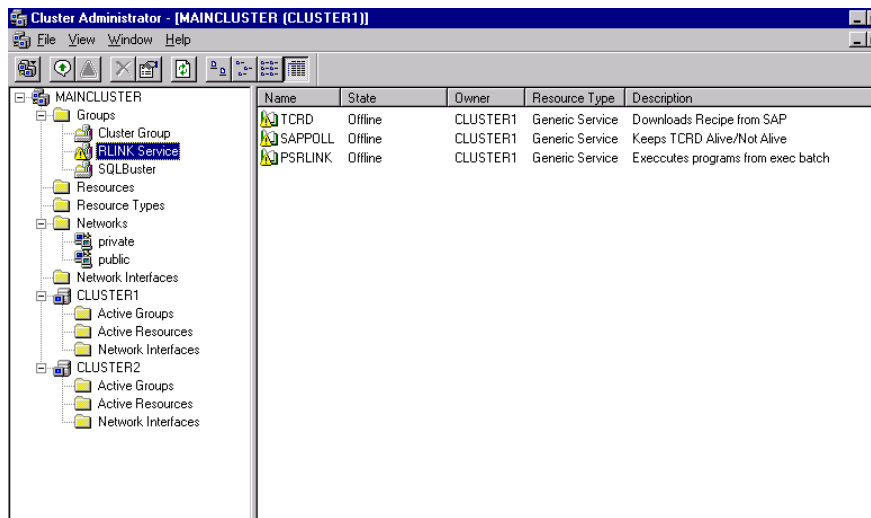 Cluster Administrator - [MAINCLUSTER (CLUSTER1)]
File View Window Help
MAINCLUSTER
Groups
Cluster Group
RLINK Service
SQLBuster
Resources
Resource Types
Networks
private
public
Network Interfaces
CLUSTER1
Active Groups
Active Resources
Network Interfaces
CLUSTER2
Active Groups
Active Resources
Network Interfaces
Name State Owner Resource Type Description
TCRD Offline CLUSTER1 Generic Service Downloads Recipe from SAP
SAPPOLL Offline CLUSTER1 Generic Service Keeps TCRD Alive/Not Alive
PSRLINK Offline CLUSTER1 Generic Service Execcutes programs from exec batch